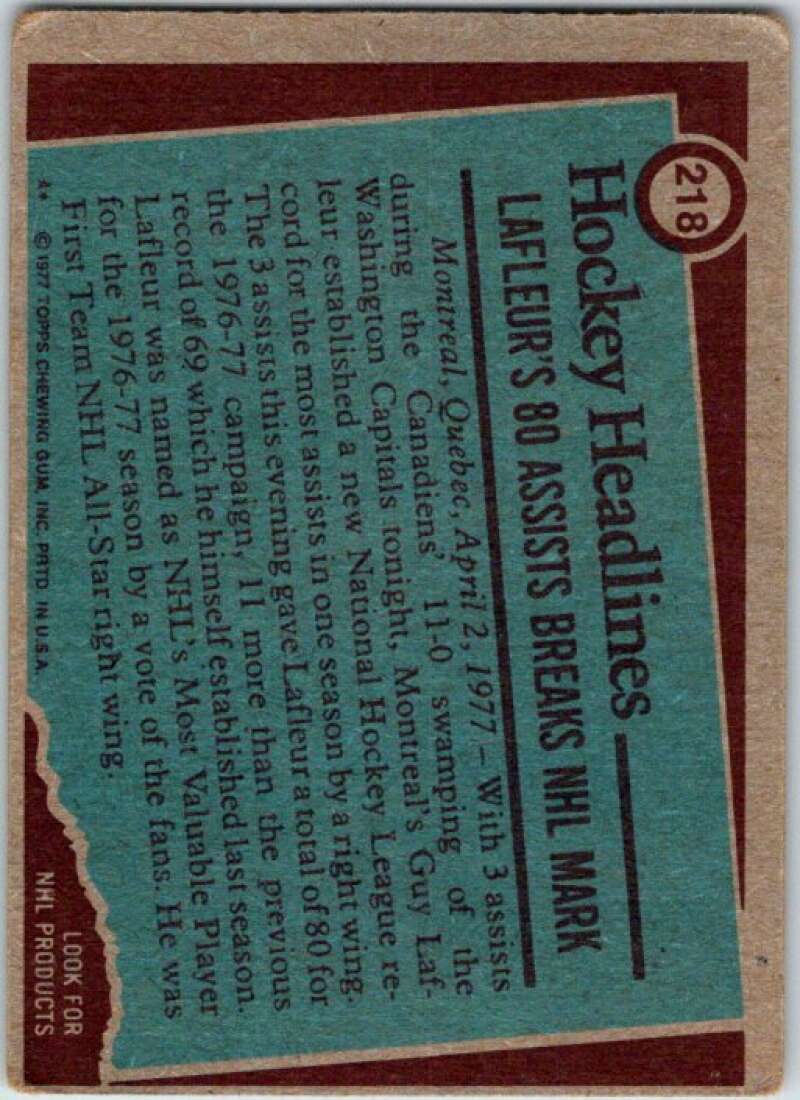 218
Hockey Headlines
LAFLEUR'S 80 ASSISTS BREAKS NHL MARK
Montreal, Quebec, April 2, 1977 – With 3 assists
during the Canadiens' 11-0 swamping of the
Washington Capitals tonight, Montreal's Guy Laf-
leur established a new National Hockey League re-
cord for the most assists in one season by a right wing.
The 3 assists this evening gave Lafleur a total of 80 for
the 1976-77 campaign, 11 more than the previous
record of 69 which he himself established last season.
Lafleur was named as NHL's Most Valuable Player
for the 1976-77 season by a vote of the fans. He was
First Team NHL All-Star right wing.
A* ©1977 TOPPS CHEWING GUM, INC. PRTD. IN U.S.A.
LOOK FOR
NHL PRODUCTS